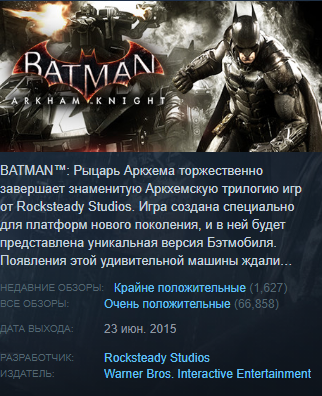 BATMAN
ARKHAM KNIGHT
BATMAN™: Рыцарь Аркхема торжественно
завершает знаменитую Аркхемскую трилогию игр
от Rocksteady Studios. Игра создана специально
для платформ нового поколения, и в ней будет
представлена уникальная версия Бэтмобиля.
Появления этой удивительной машины ждали...
НЕДАВНИЕ ОБЗОРЫ: Крайне положительные (1,627)
ВСЕ ОБЗОРЫ: Очень положительные (66,858)
ДАТА ВЫХОДА: 23 июн. 2015
РАЗРАБОТЧИК: Rocksteady Studios
ИЗДАТЕЛЬ: Warner Bros. Interactive Entertainment